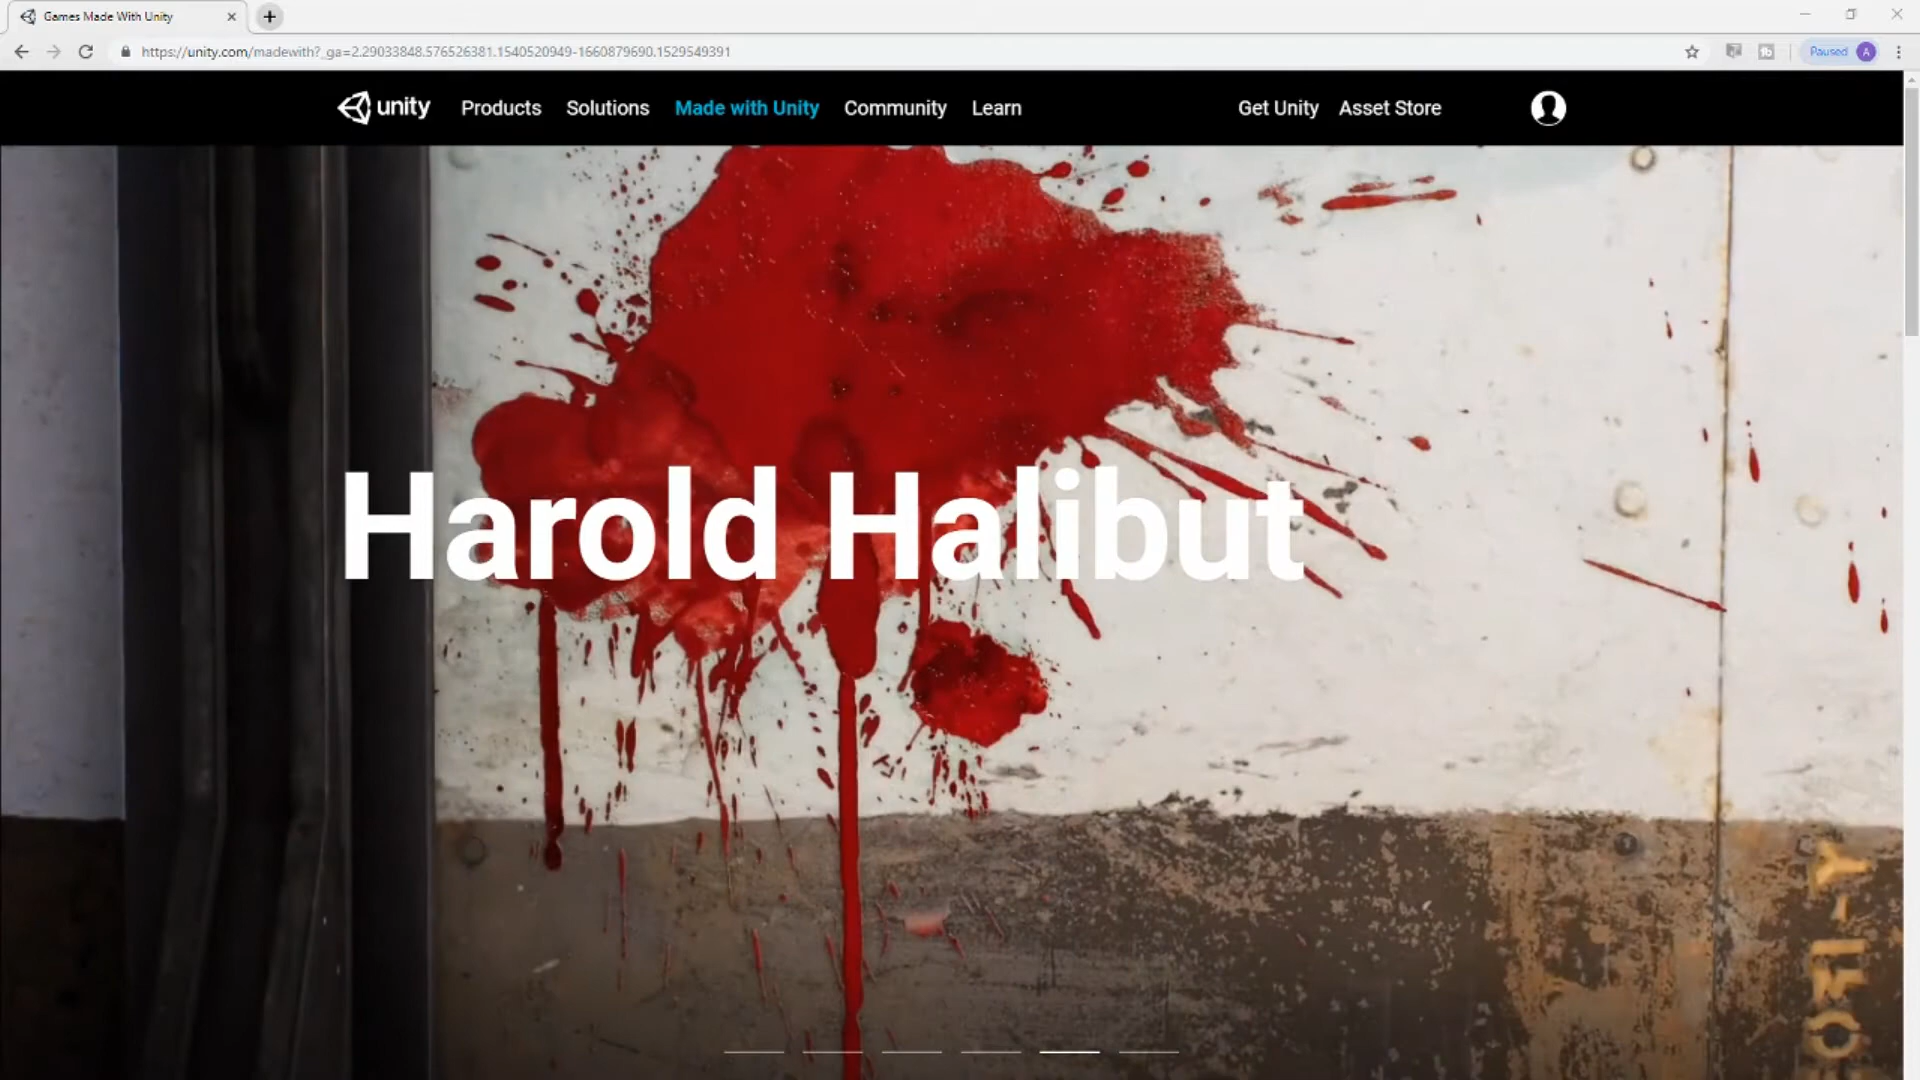 Games Made With Unity
https://unity.com/madewith?_ga=2.29033848.576526381.1540520949-1660879690.1529549391
Paused A
unity Products Solutions Made with Unity Community Learn Get Unity Asset Store
Harold Halibut